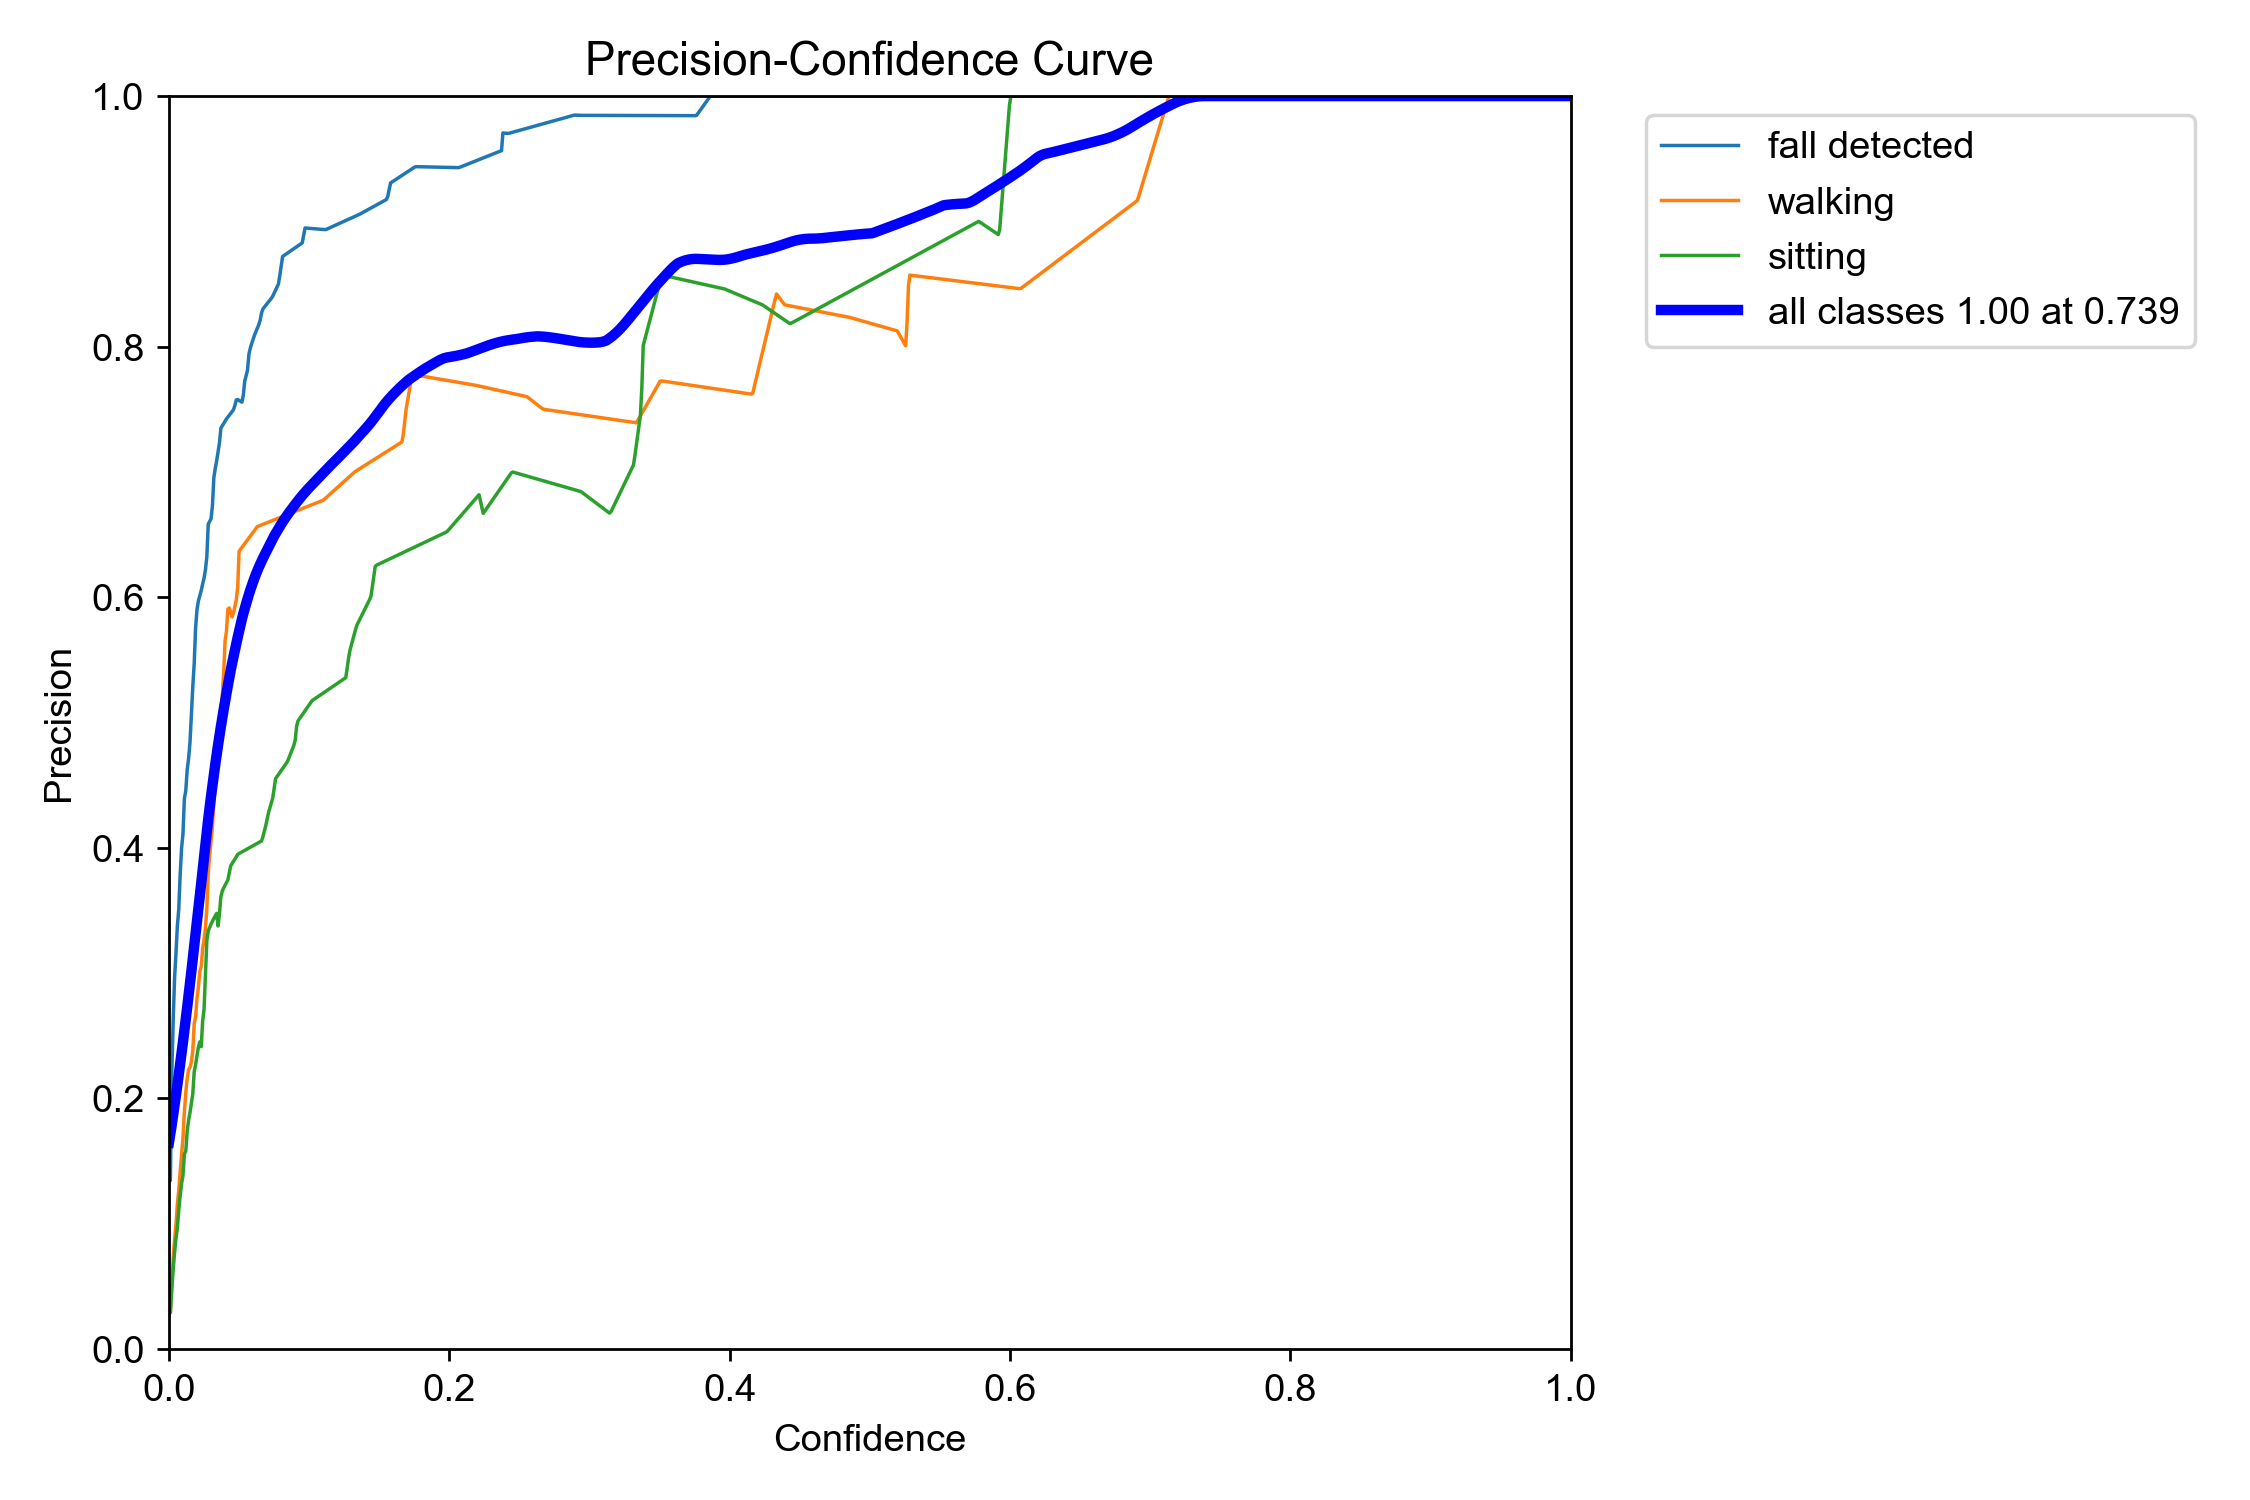 Precision-Confidence Curve
1.0
0.8
0.6
0.4
0.2
0.0
Precision
0.0 0.2 0.4 0.6 0.8 1.0
Confidence
fall detected
walking
sitting
all classes 1.00 at 0.739